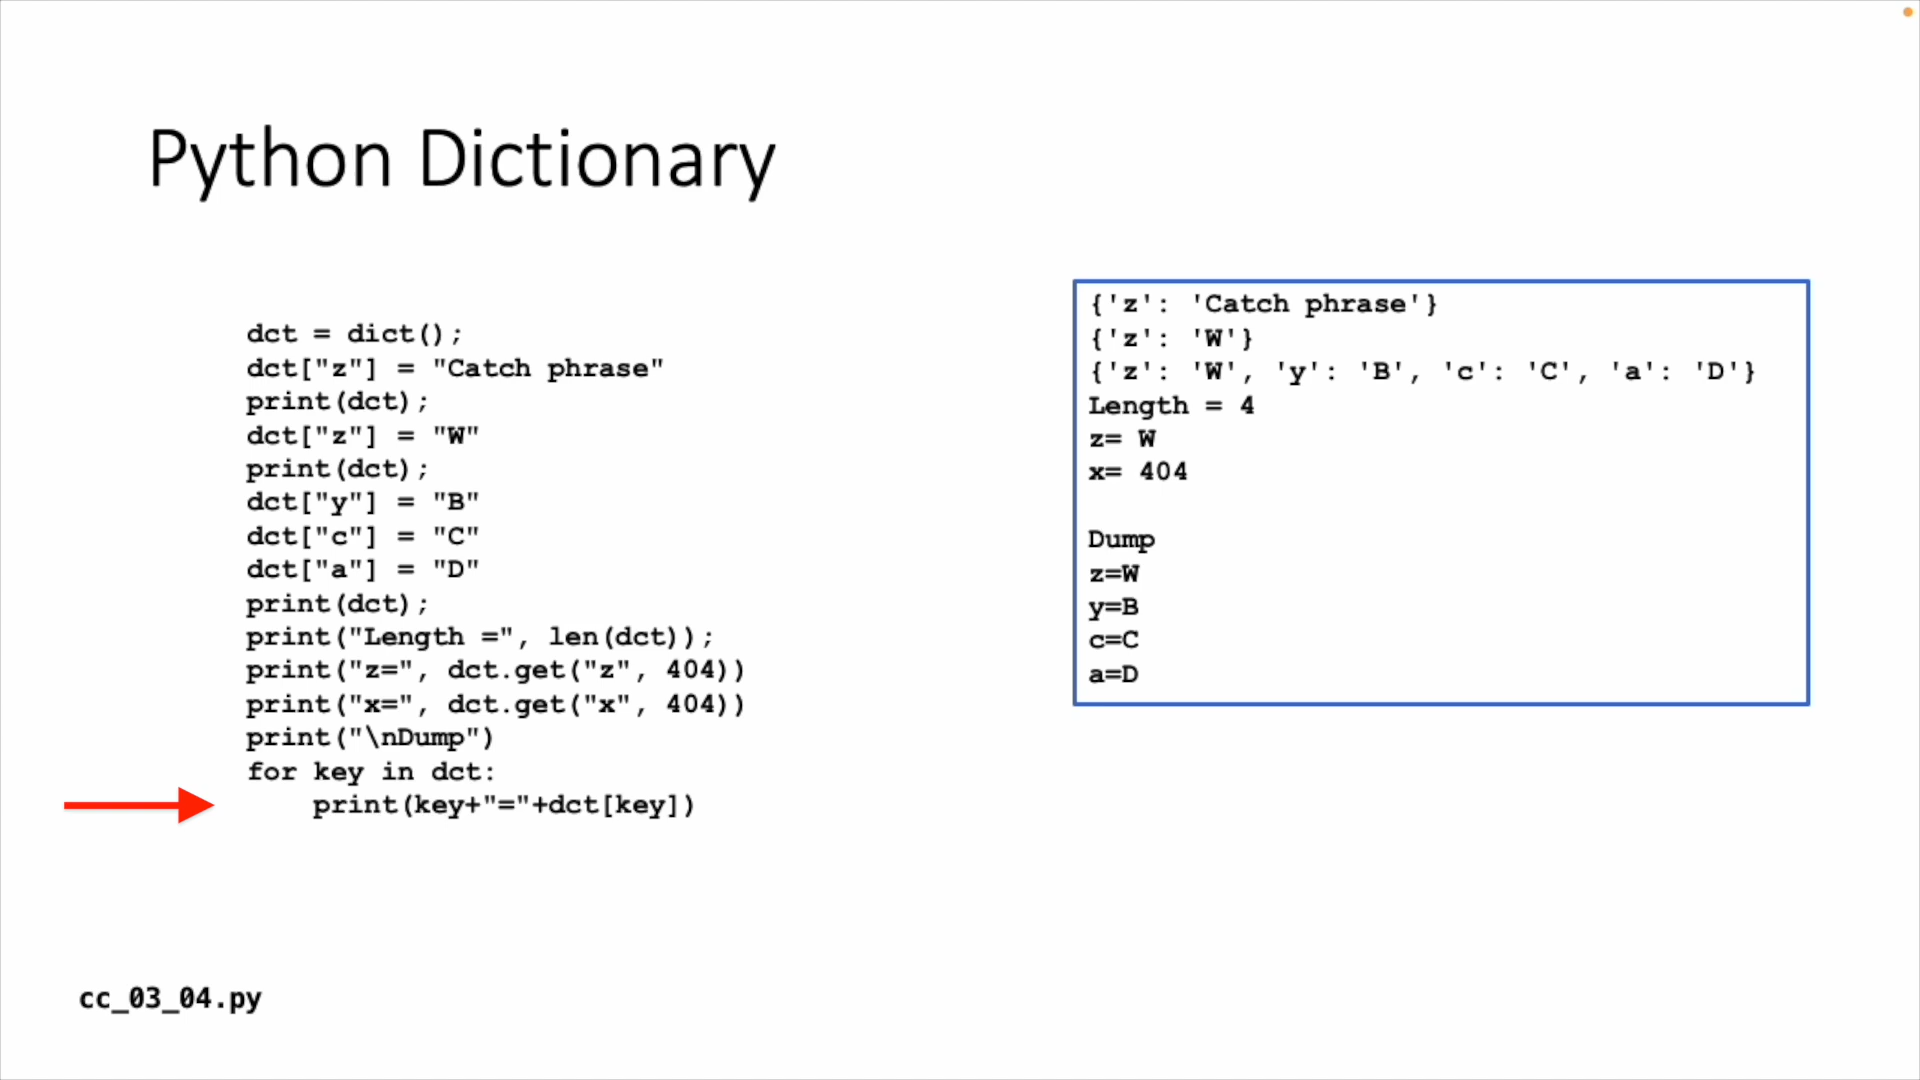 Python Dictionary
dct = dict();
dct["z"] = "Catch phrase"
print(dct);
dct["z"] = "W"
print(dct);
dct["y"] = "B"
dct["c"] = "C"
dct["a"] = "D"
print(dct);
print("Length =", len(dct));
print("z=", dct.get("z", 404))
print("x=", dct.get("x", 404))
print("\nDump")
for key in dct:
    print(key+"="+dct[key])
{'z': 'Catch phrase'}
{'z': 'W'}
{'z': 'W', 'y': 'B', 'c': 'C', 'a': 'D'}
Length = 4
z= W
x= 404

Dump
z=W
y=B
c=C
a=D
cc_03_04.py